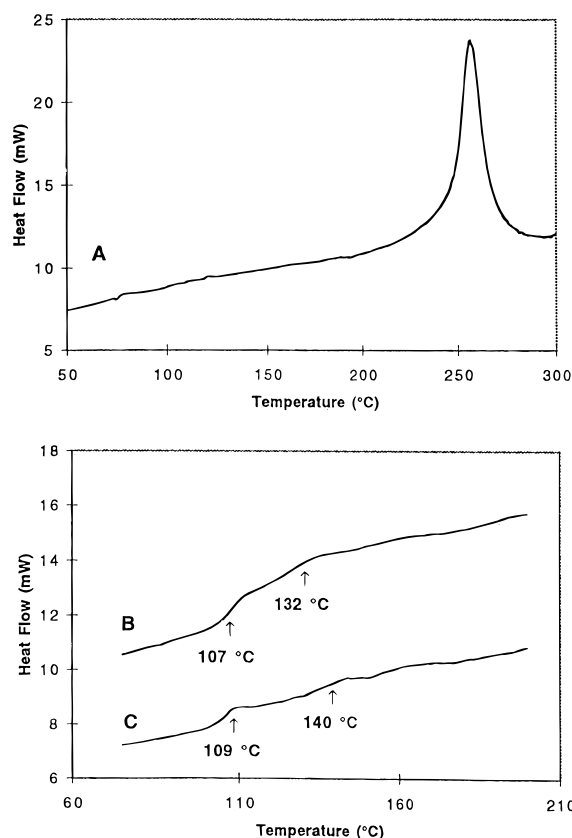 25
20
15
10
5
Heat Flow (mW)
A
50 100 150 200 250 300
Temperature (°C)
18
16
14
12
10
8
6
Heat Flow (mW)
B
132 °C
107 °C
C
140 °C
109 °C
60 110 160 210
Temperature (°C)